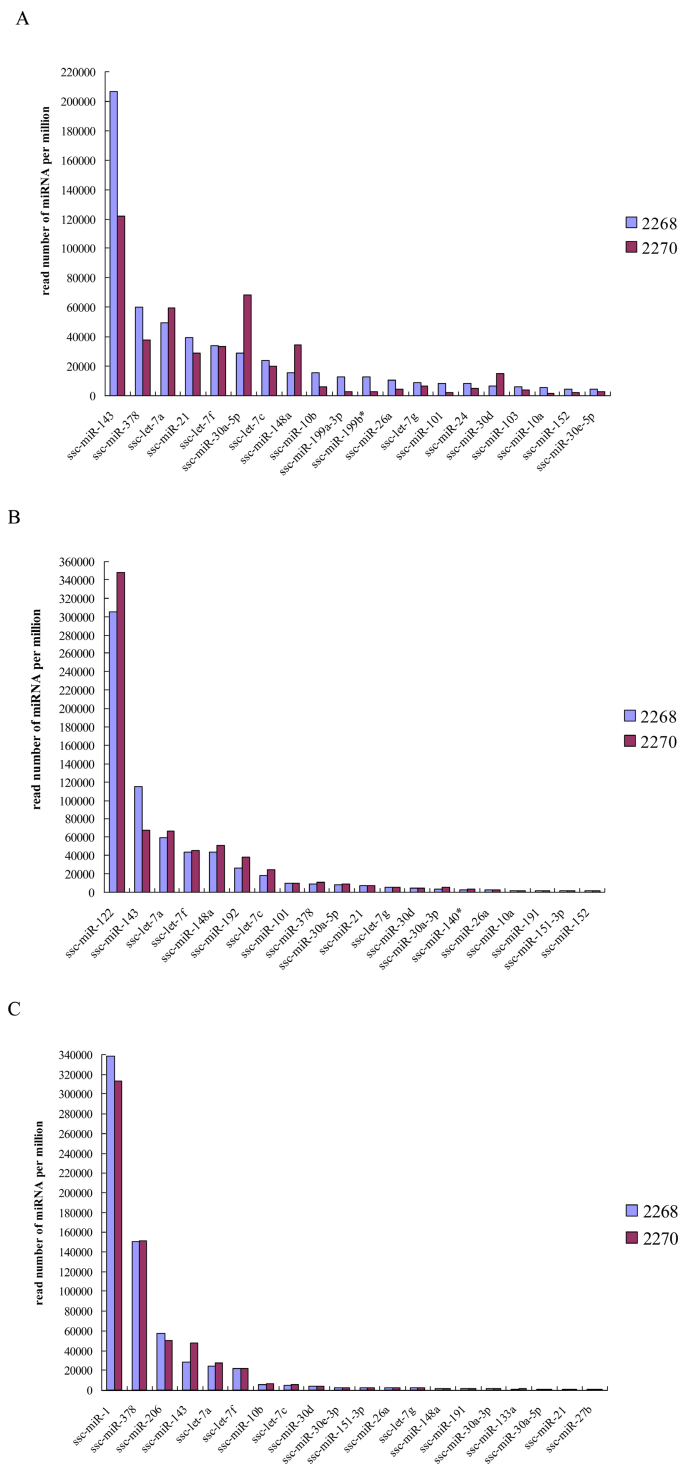 A
read number of miRNA per million
220000
200000
180000
160000
140000
120000
100000
80000
60000
40000
20000
0
ssc-miR-143
ssc-miR-378
ssc-let-7a
ssc-miR-21
ssc-let-7f
ssc-miR-30a-5p
ssc-let-7c
ssc-miR-148a
ssc-miR-10b
ssc-miR-199a-3p
ssc-miR-199b*
ssc-miR-26a
ssc-let-7g
ssc-miR-101
ssc-miR-24
ssc-miR-30d
ssc-miR-103
ssc-miR-10a
ssc-miR-152
ssc-miR-30e-5p
2268
2270
B
read number of miRNA per million
360000
340000
320000
300000
280000
260000
240000
220000
200000
180000
160000
140000
120000
100000
80000
60000
40000
20000
0
ssc-miR-122
ssc-miR-143
ssc-let-7a
ssc-let-7f
ssc-miR-148a
ssc-miR-192
ssc-let-7c
ssc-miR-101
ssc-miR-378
ssc-miR-30a-5p
ssc-miR-21
ssc-let-7g
ssc-miR-30d
ssc-miR-30a-3p
ssc-miR-140*
ssc-miR-26a
ssc-miR-10a
ssc-miR-191
ssc-miR-151-3p
ssc-miR-152
2268
2270
C
read number of miRNA per million
340000
320000
300000
280000
260000
240000
220000
200000
180000
160000
140000
120000
100000
80000
60000
40000
20000
0
ssc-miR-1
ssc-miR-378
ssc-miR-206
ssc-miR-143
ssc-let-7a
ssc-let-7f
ssc-miR-10b
ssc-let-7c
ssc-miR-30d
ssc-miR-30e-3p
ssc-miR-151-3p
ssc-miR-26a
ssc-let-7g
ssc-miR-148a
ssc-miR-191
ssc-miR-30a-3p
ssc-miR-133a
ssc-miR-30a-5p
ssc-miR-21
ssc-miR-27b
2268
2270